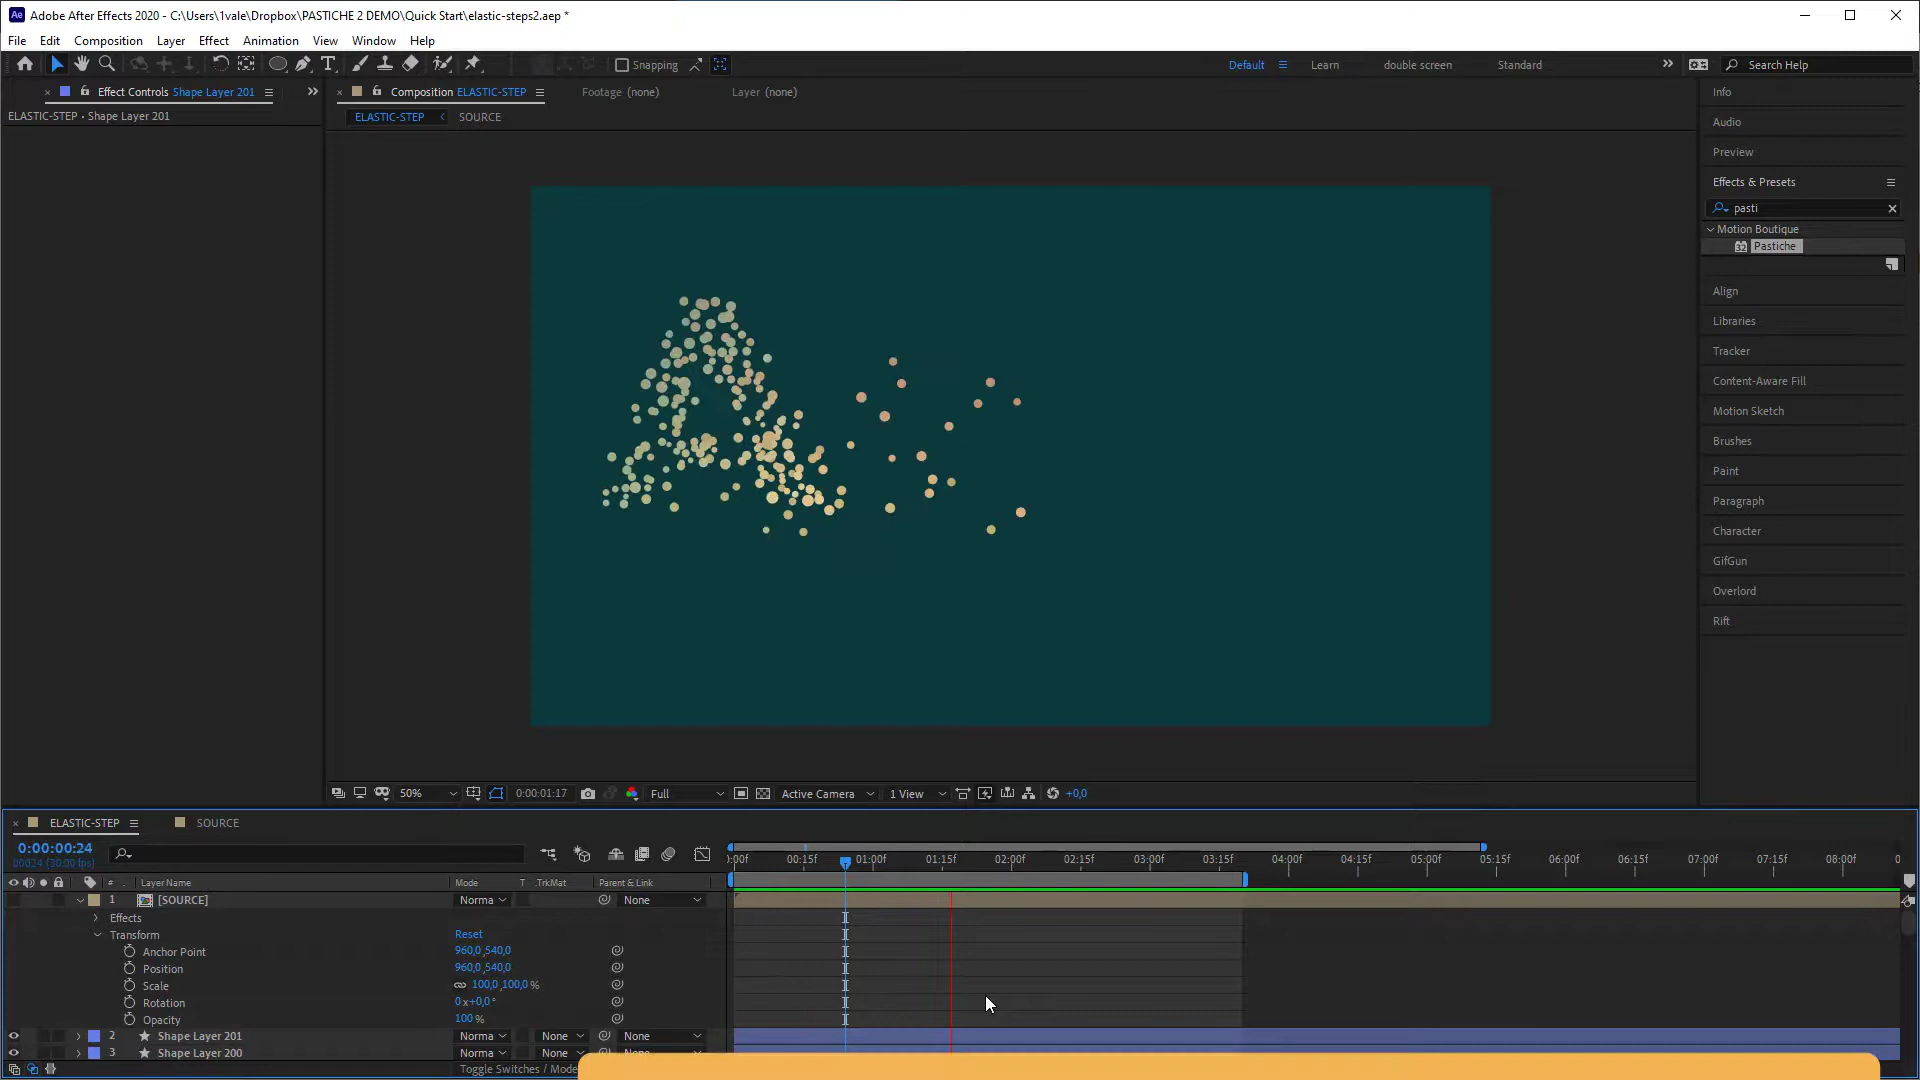 Adobe After Effects 2020 - C:\Users\1vale\Dropbox\PASTICHE 2 DEMO\Quick Start\elastic-steps2.aep *
File Edit Composition Layer Effect Animation View Window Help
Snapping
Default Learn double screen Standard Search Help
Effect Controls Shape Layer 201
Composition ELASTIC-STEP
Footage (none)
Layer (none)
ELASTIC-STEP • Shape Layer 201
ELASTIC-STEP SOURCE
Info
Audio
Preview
Effects & Presets
pasti
Motion Boutique
32 Pastiche
Align
Libraries
Tracker
Content-Aware Fill
Motion Sketch
Brushes
Paint
Paragraph
Character
GifGun
Overlord
Rift
50% 0:00:01:17 Full Active Camera 1 View +0,0
ELASTIC-STEP SOURCE
0:00:00:24
00024 (30.00 fps)
:00f 00:15f 01:00f 01:15f 02:00f 02:15f 03:00f 03:15f 04:00f 04:15f 05:00f 05:15f 06:00f 06:15f 07:00f 07:15f 08:00f 0
# Layer Name Mode T .TrkMat Parent & Link
1 [SOURCE] Norma None
Effects
Transform Reset
Anchor Point 960,0,540,0
Position 960,0,540,0
Scale 100,0,100,0 %
Rotation 0x+0,0°
Opacity 100 %
2 Shape Layer 201 Norma None None
3 Shape Layer 200 Norma None None
Toggle Switches / Mode